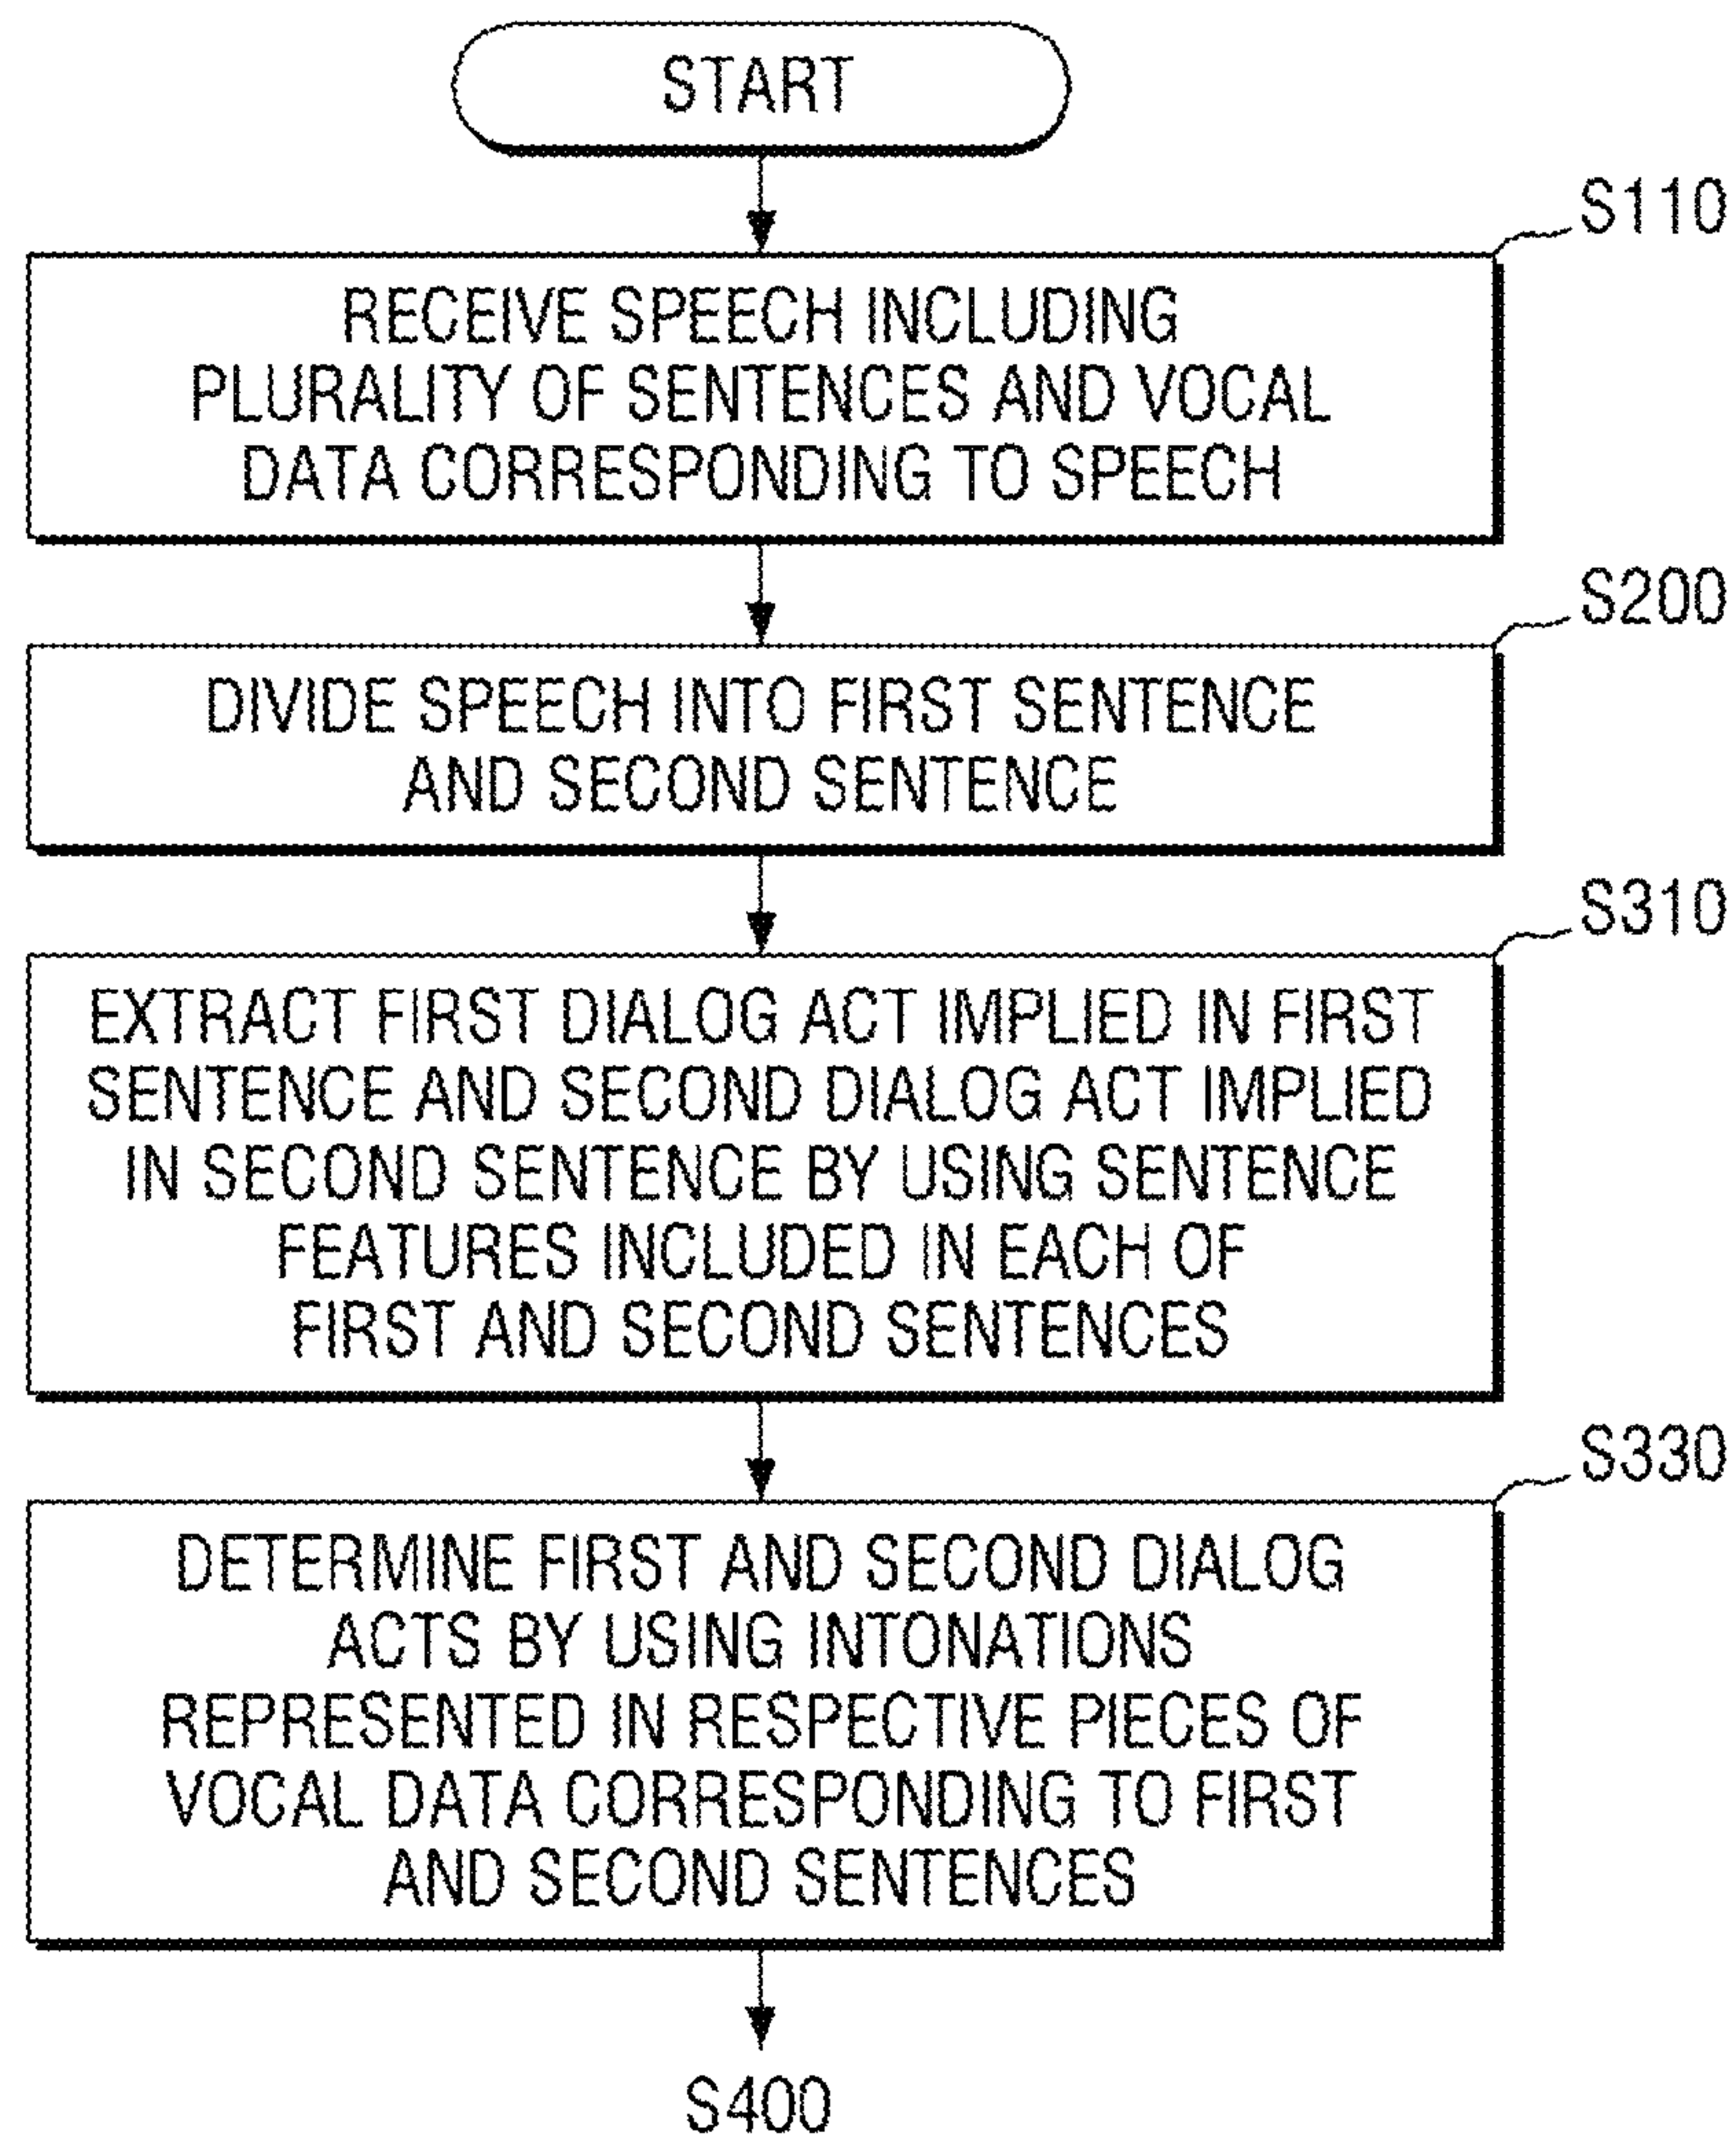 START
S110
RECEIVE SPEECH INCLUDING
PLURALITY OF SENTENCES AND VOCAL
DATA CORRESPONDING TO SPEECH
S200
DIVIDE SPEECH INTO FIRST SENTENCE
AND SECOND SENTENCE
S310
EXTRACT FIRST DIALOG ACT IMPLIED IN FIRST
SENTENCE AND SECOND DIALOG ACT IMPLIED
IN SECOND SENTENCE BY USING SENTENCE
FEATURES INCLUDED IN EACH OF
FIRST AND SECOND SENTENCES
S330
DETERMINE FIRST AND SECOND DIALOG
ACTS BY USING INTONATIONS
REPRESENTED IN RESPECTIVE PIECES OF
VOCAL DATA CORRESPONDING TO FIRST
AND SECOND SENTENCES
S400